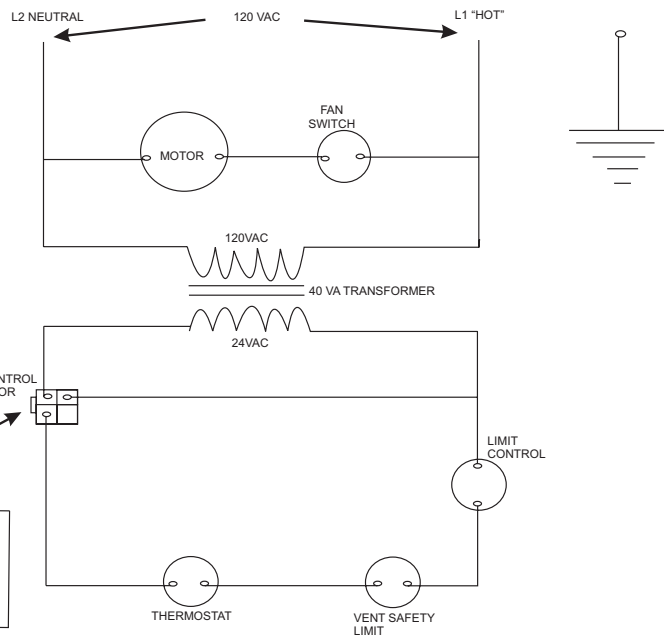 L2 NEUTRAL
120 VAC
L1 "HOT"
FAN
SWITCH
MOTOR
120VAC
40 VA TRANSFORMER
24VAC
LIMIT
CONTROL
THERMOSTAT
VENT SAFETY
LIMIT